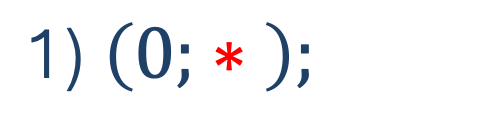 1) (0; * );